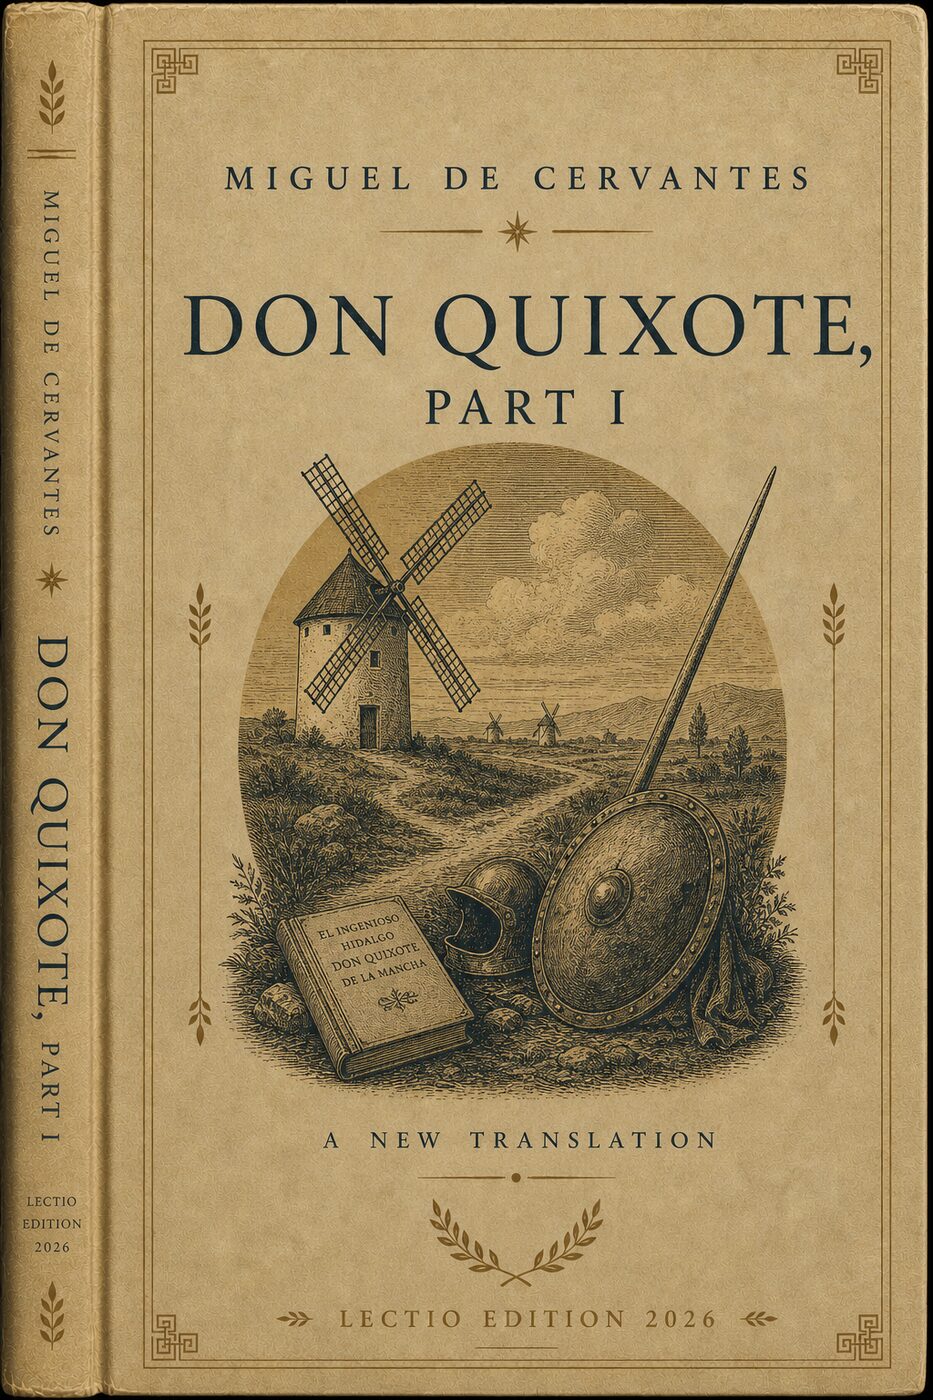 MIGUEL DE CERVANTES
DON QUIXOTE, PART I
LECTIO
EDITION
2026
MIGUEL DE CERVANTES
DON QUIXOTE,
PART I
EL INGENIOSO
HIDALGO
DON QUIXOTE
DE LA MANCHA
A NEW TRANSLATION
LECTIO EDITION 2026